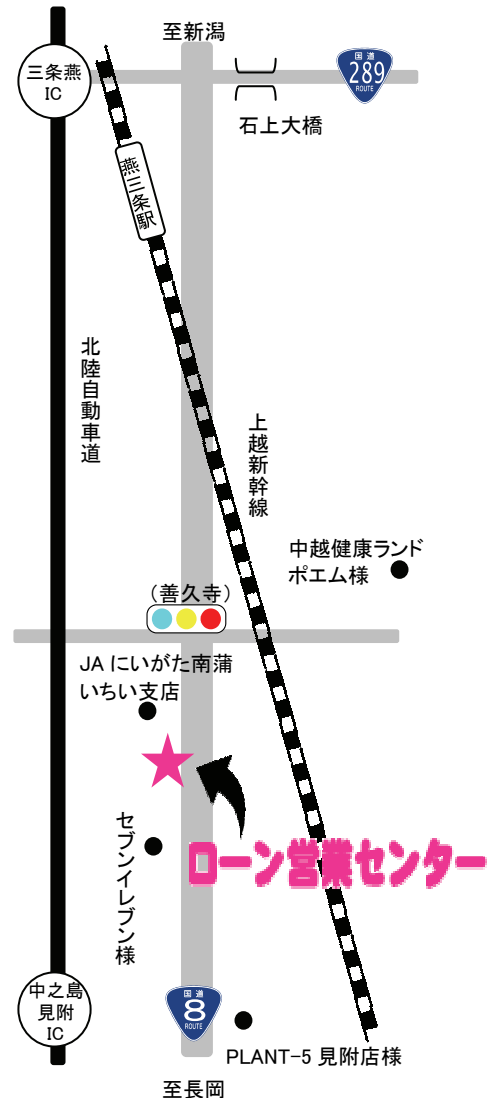 至新潟
三条燕
IC
国道
289
ROUTE
石上大橋
燕三条駅
北陸自動車道
上越新幹線
中越健康ランド
ポエム様
（善久寺）
JA にいがた南蒲
いちい支店
セブンイレブン様
ローン営業センター
中之島
見附
IC
国道
8
ROUTE
PLANT-5 見附店様
至長岡